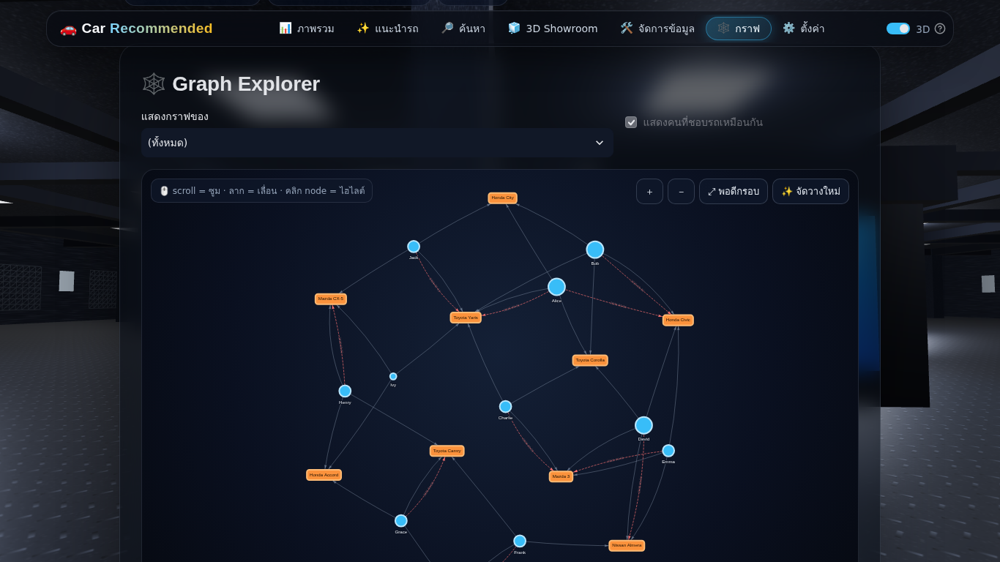 🚗 Car Recommended
📊 ภาพรวม
✨ แนะนำรถ
🔎 ค้นหา
🧊 3D Showroom
🛠️ จัดการข้อมูล
🕸️ กราฟ
⚙️ ตั้งค่า
3D
🕸️ Graph Explorer
แสดงกราฟของ
แสดงคนที่ชอบรถเหมือนกัน
(ทั้งหมด)
🖱️ scroll = ซูม · ลาก = เลื่อน · คลิก node = ไฮไลต์
+
−
⤢ พอดีกรอบ
✨ จัดวางใหม่
Honda City
Jack
Bob
Alice
Mazda CX-5
Toyota Yaris
Honda Civic
Toyota Corolla
Ivy
Henry
Charlie
David
Toyota Camry
Emma
Honda Accord
Mazda 3
Grace
Frank
Nissan Almera